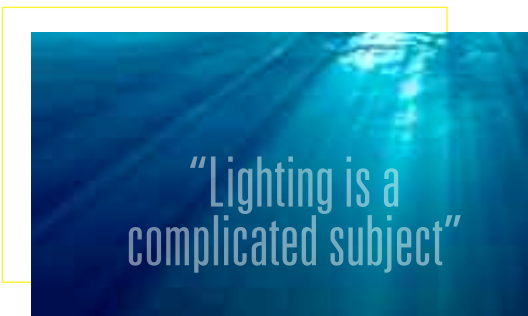 “Lighting is a
complicated subject”